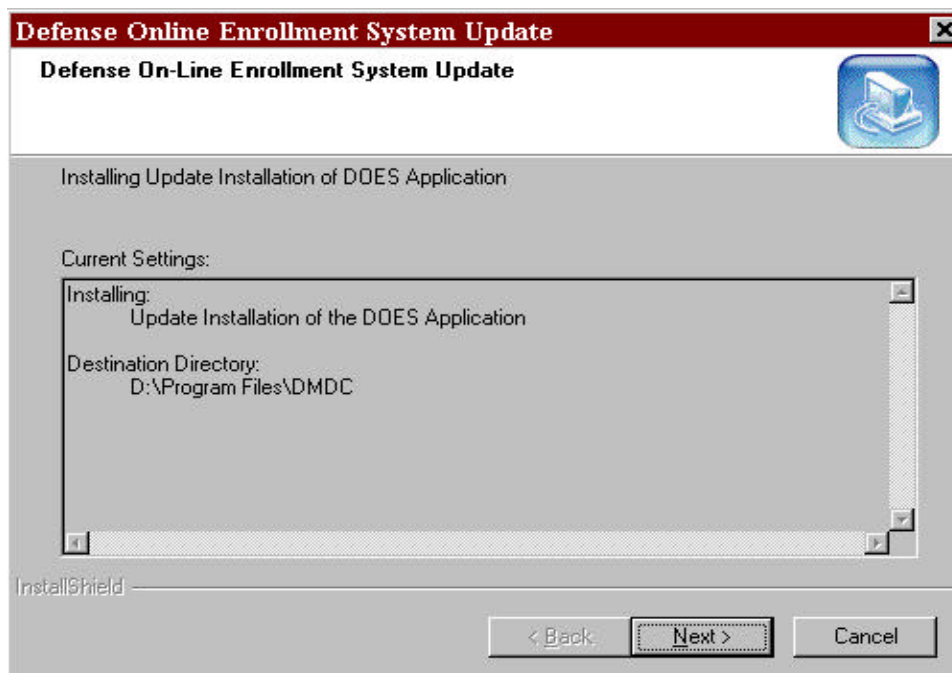 Defense Online Enrollment System Update
Defense On-Line Enrollment System Update
Installing Update Installation of DOES Application
Current Settings:
Installing:
Update Installation of the DOES Application
Destination Directory:
D:\Program Files\DMDC
InstallShield
< Back
Next >
Cancel